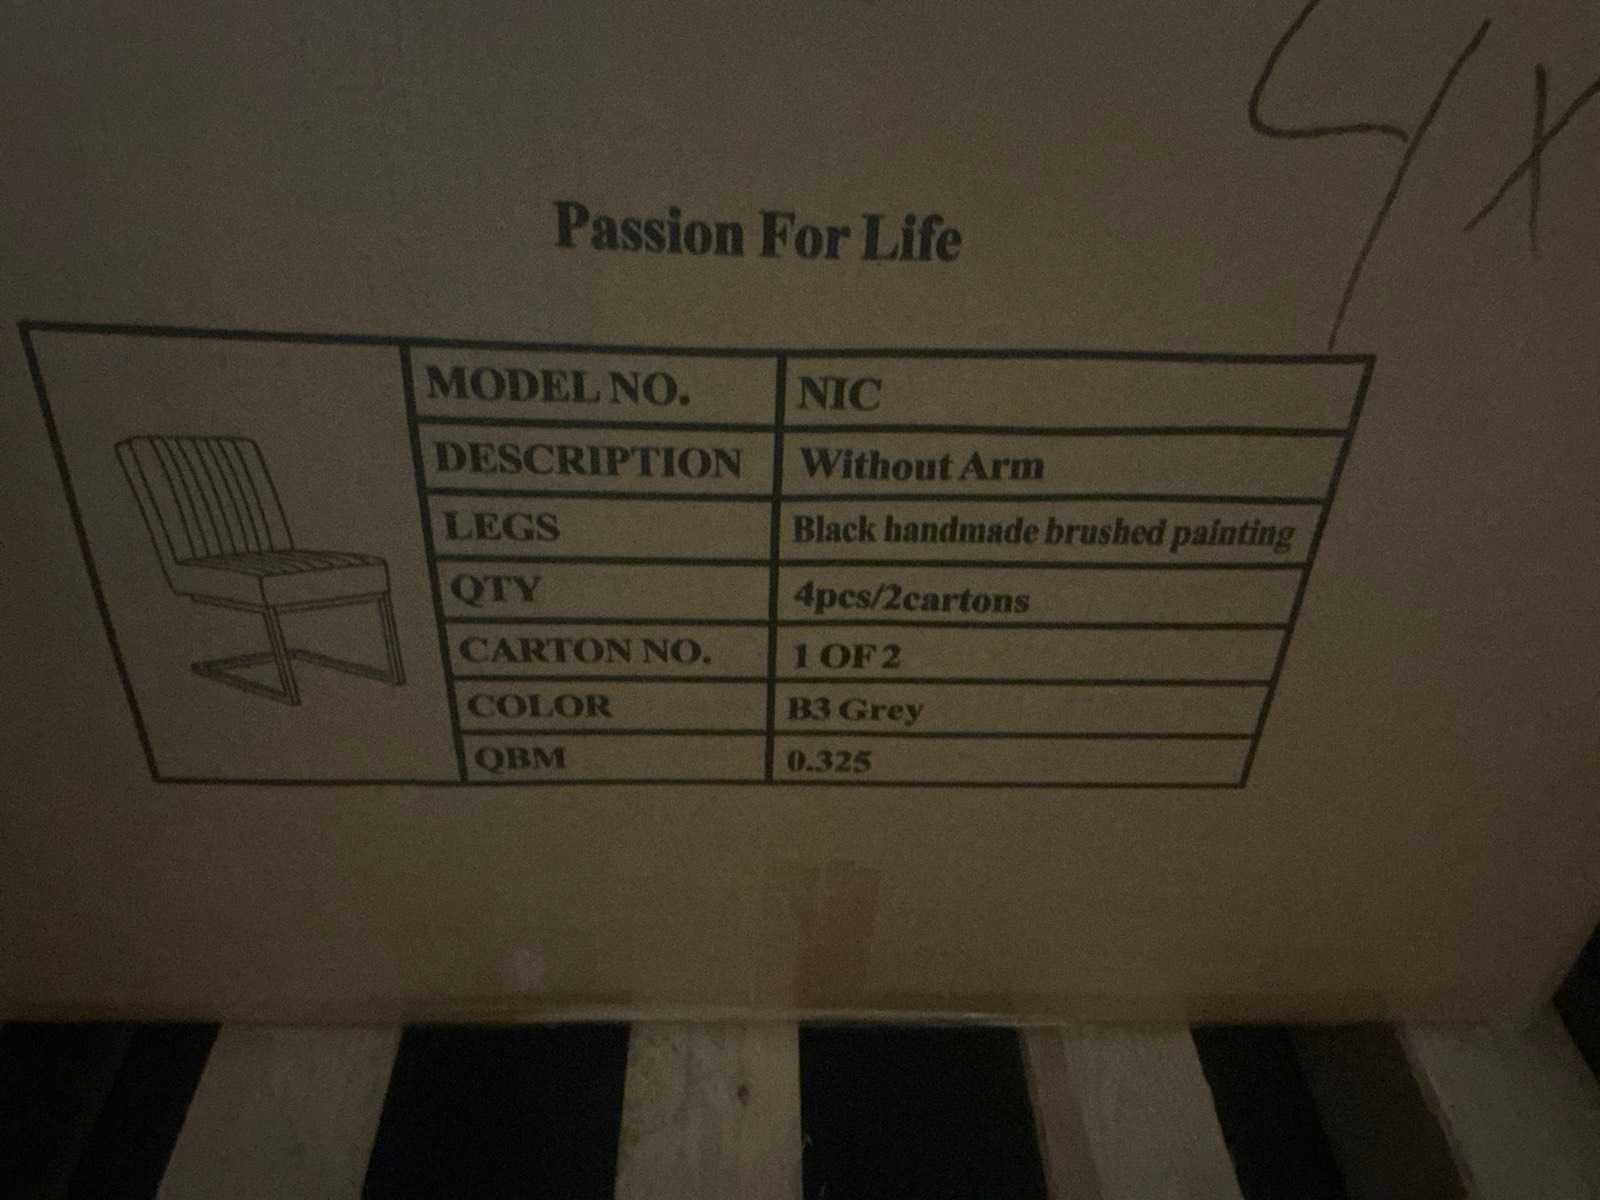 4x
Passion For Life
MODEL NO. NIC
DESCRIPTION Without Arm
LEGS Black handmade brushed painting
QTY 4pcs/2cartons
CARTON NO. 1 OF 2
COLOR B3 Grey
QBM 0.325